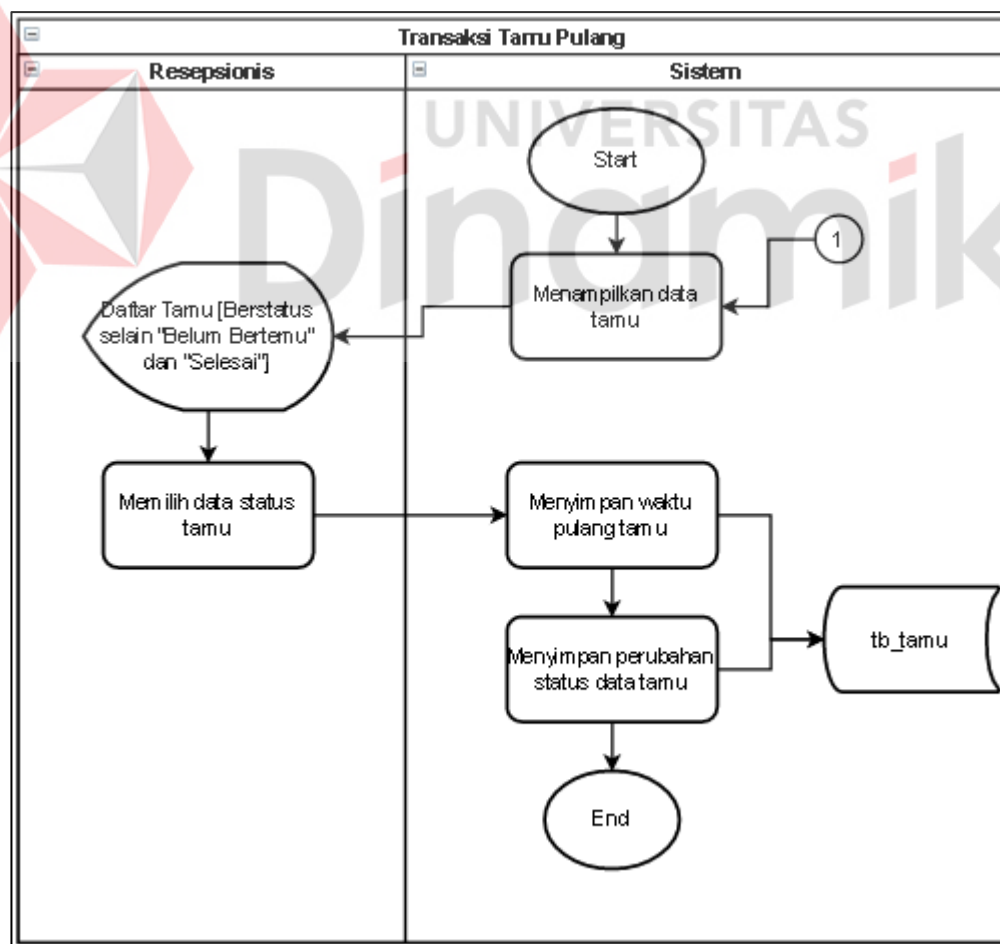 Transaksi Tamu Pulang
Resepsionis
Sistem
UNIVERSITAS
Dinamik
Start
1
Menampilkan data
tamu
Daftar Tamu [Berstatus
selain "Belum Bertemu"
dan "Selesai"]
Memilih data status
tamu
Menyimpan waktu
pulang tamu
Menyimpan perubahan
status data tamu
tb_tamu
End